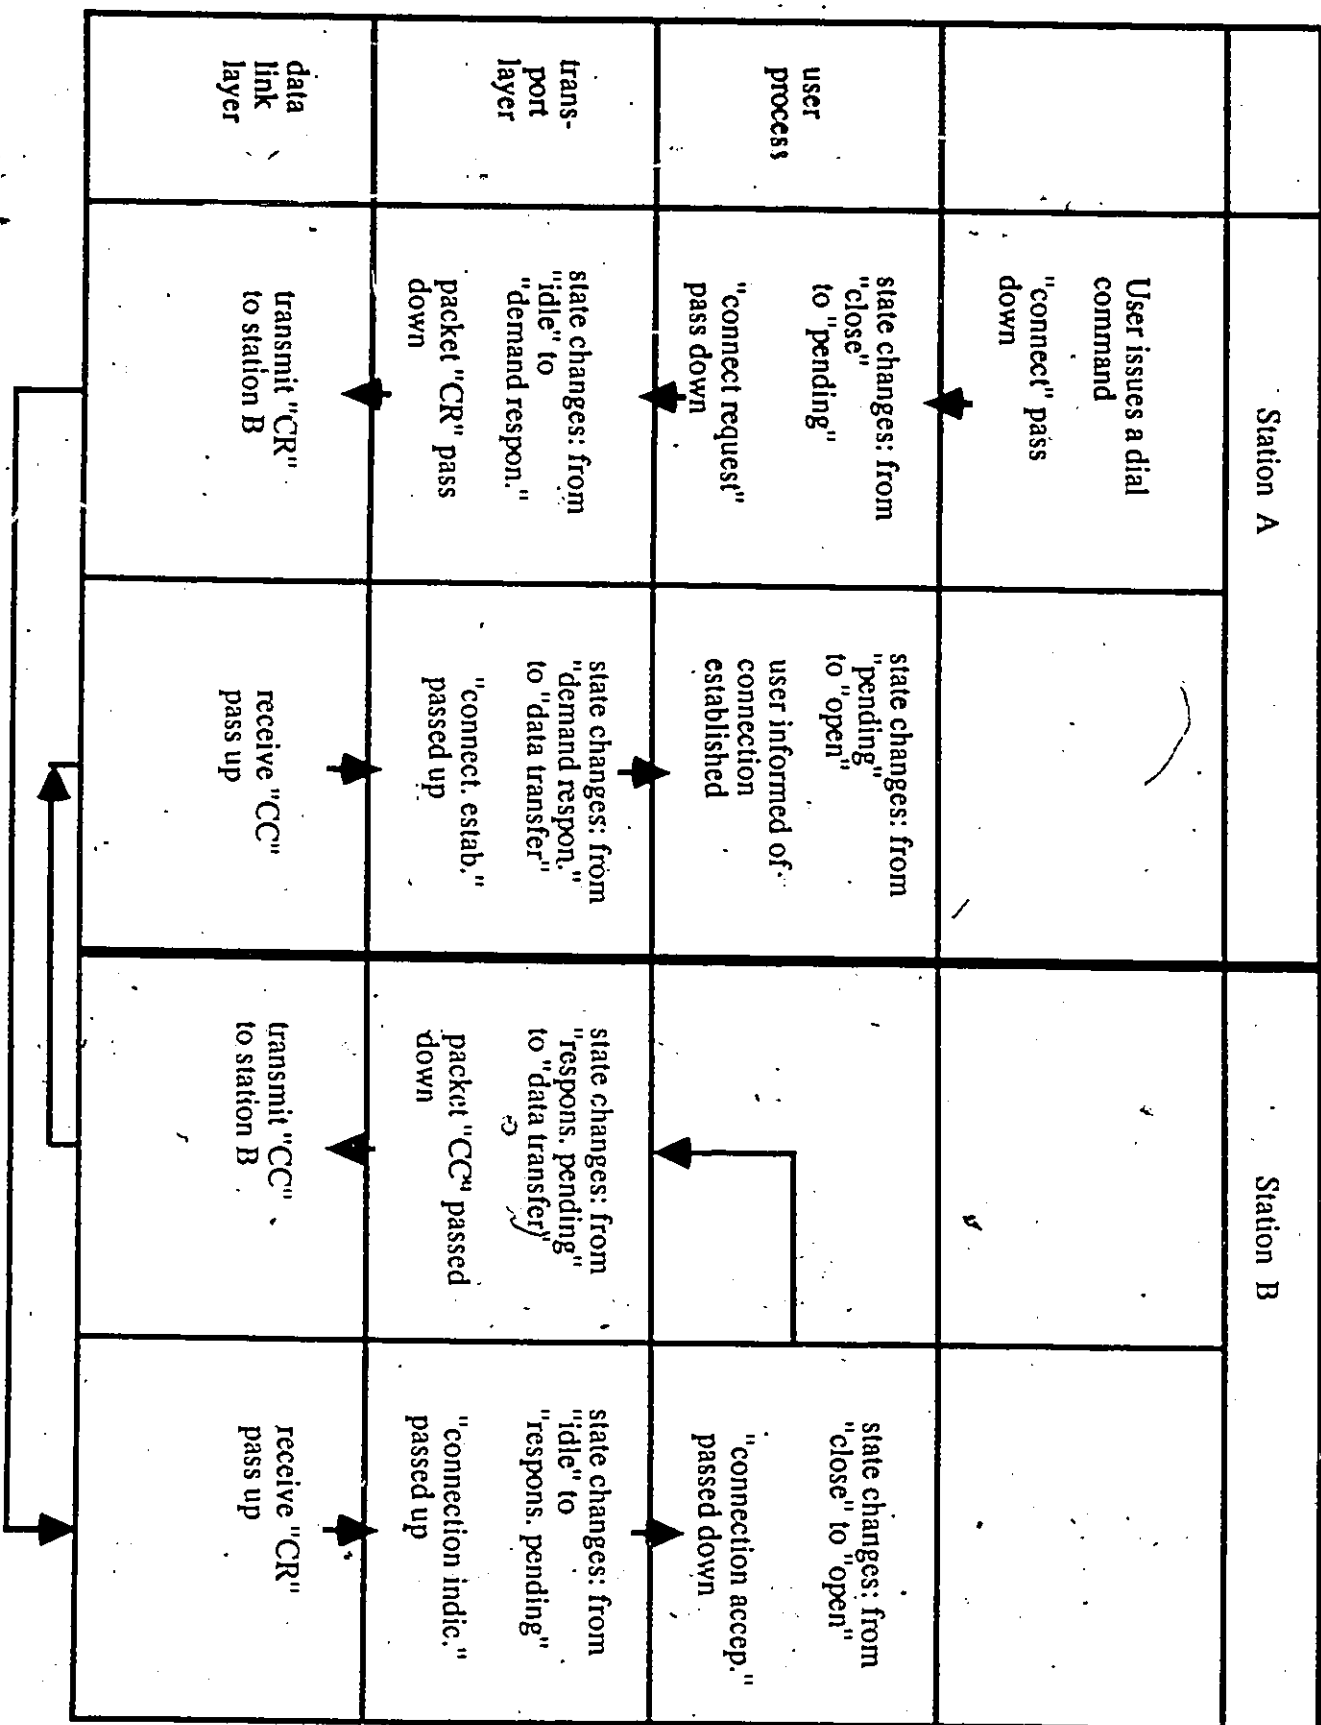 Station A
Station B
User issues a dial
command
"connect" pass
down
user
process
state changes: from
"close"
to "pending"
"connect request"
pass down
state changes: from
"pending"
to "open"
user informed of
connection
established
state changes: from
"close" to "open"
"connection accep."
passed down
trans-
port
layer
state changes: from
"idle" to
"demand respon."
packet "CR" pass
down
state changes: from
"demand respon."
to "data transfer"
"connect. estab."
passed up
state changes: from
"respons. pending"
to "data transfer"
packet "CC" passed
down
state changes: from
"idle" to
"respons. pending"
"connection indic."
passed up
data
link
layer
transmit "CR"
to station B
receive "CC"
pass up
transmit "CC"
to station B
receive "CR"
pass up